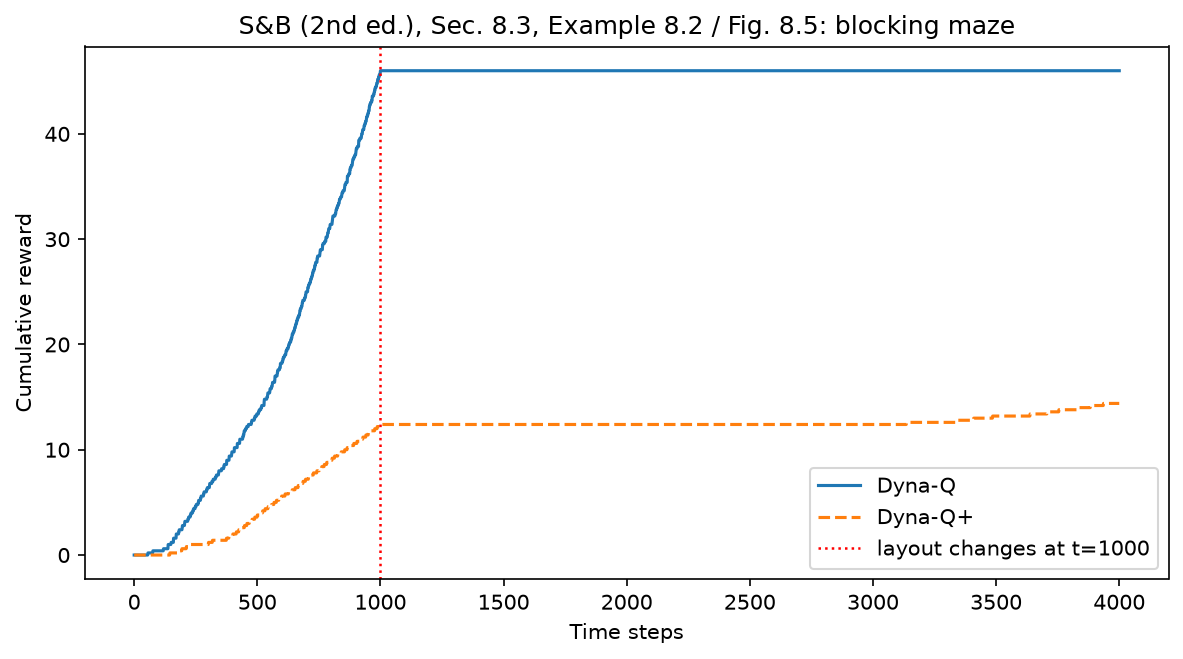 S&B (2nd ed.), Sec. 8.3, Example 8.2 / Fig. 8.5: blocking maze
Cumulative reward
40
30
20
10
0
Dyna-Q
Dyna-Q+
layout changes at t=1000
0 500 1000 1500 2000 2500 3000 3500 4000
Time steps